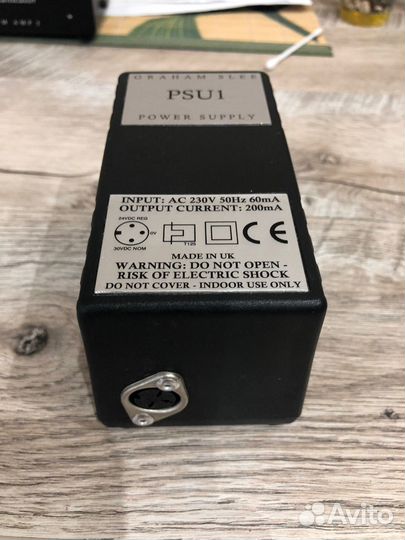 GRAHAM SLEE
PSU1
POWER SUPPLY
INPUT: AC 230V 50Hz 60mA
OUTPUT CURRENT: 200mA
24VDC REG
0V
30VDC NOM
T125
MADE IN UK
WARNING: DO NOT OPEN -
RISK OF ELECTRIC SHOCK
DO NOT COVER - INDOOR USE ONLY
Avito